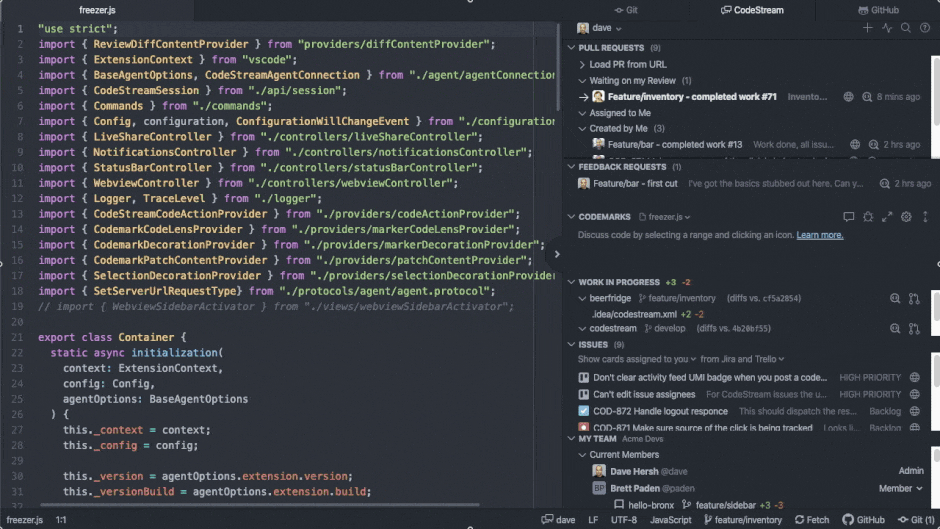 freezer.js
Git
CodeStream
GitHub
dave
1 "use strict";
2 import { ReviewDiffContentProvider } from "providers/diffContentProvider";
3 import { ExtensionContext } from "vscode";
4 import { BaseAgentOptions, CodeStreamAgentConnection } from "./agent/agentConnection
5 import { CodeStreamSession } from "./api/session";
6 import { Commands } from "./commands";
7 import { Config, configuration, ConfigurationWillChangeEvent } from "./configuration
8 import { LiveShareController } from "./controllers/liveShareController";
9 import { NotificationsController } from "./controllers/notificationsController";
10 import { StatusBarController } from "./controllers/statusBarController";
11 import { WebviewController } from "./controllers/webviewController";
12 import { Logger, TraceLevel } from "./logger";
13 import { CodeStreamCodeActionProvider } from "./providers/codeActionProvider";
14 import { CodemarkCodeLensProvider } from "./providers/markerCodeLensProvider";
15 import { CodemarkDecorationProvider } from "./providers/markerDecorationProvider";
16 import { CodemarkPatchContentProvider } from "./providers/patchContentProvider";
17 import { SelectionDecorationProvider } from "./providers/selectionDecorationProvider
18 import { SetServerUrlRequestType} from "./protocols/agent/agent.protocol";
19 // import { WebviewSidebarActivator } from "./views/webviewSidebarActivator";
20
21 export class Container {
22 static async initialization(
23 context: ExtensionContext,
24 config: Config,
25 agentOptions: BaseAgentOptions
26 ) {
27 this._context = context;
28 this._config = config;
29
30 this._version = agentOptions.extension.version;
31 this._versionBuild = agentOptions.extension.build;
PULL REQUESTS (9)
Load PR from URL
Waiting on my Review (1)
Feature/inventory - completed work #71 Invento... 8 mins ago
Assigned to Me
Created by Me (3)
Feature/bar - completed work #13 Work done, all issu... 2 hrs ago
FEEDBACK REQUESTS (1)
Feature/bar - first cut I've got the basics stubbed out here. Can y... 2 hrs ago
CODEMARKS freezer.js
Discuss code by selecting a range and clicking an icon. Learn more.
WORK IN PROGRESS +3 -2
beerfridge feature/inventory (diffs vs. cf5a2854)
.idea/codestream.xml +2 -2
codestream develop (diffs vs. 4b20bf55)
ISSUES (9)
Show cards assigned to you from Jira and Trello
Don't clear activity feed UMI badge when you post a code... HIGH PRIORITY
Can't edit issue assignees For CodeStream issues the u... HIGH PRIORITY
COD-872 Handle logout responce This should dispatch the res... Backlog
COD-871 Make sure source of the click is being tracked Looks li... Backlog
MY TEAM Acme Devs
Current Members
Dave Hersh @dave Admin
BP Brett Paden @paden Member
hello-bronx feature/sidebar +3 -2
freezer.js 1:1 dave LF UTF-8 JavaScript feature/inventory Fetch GitHub Git (1)